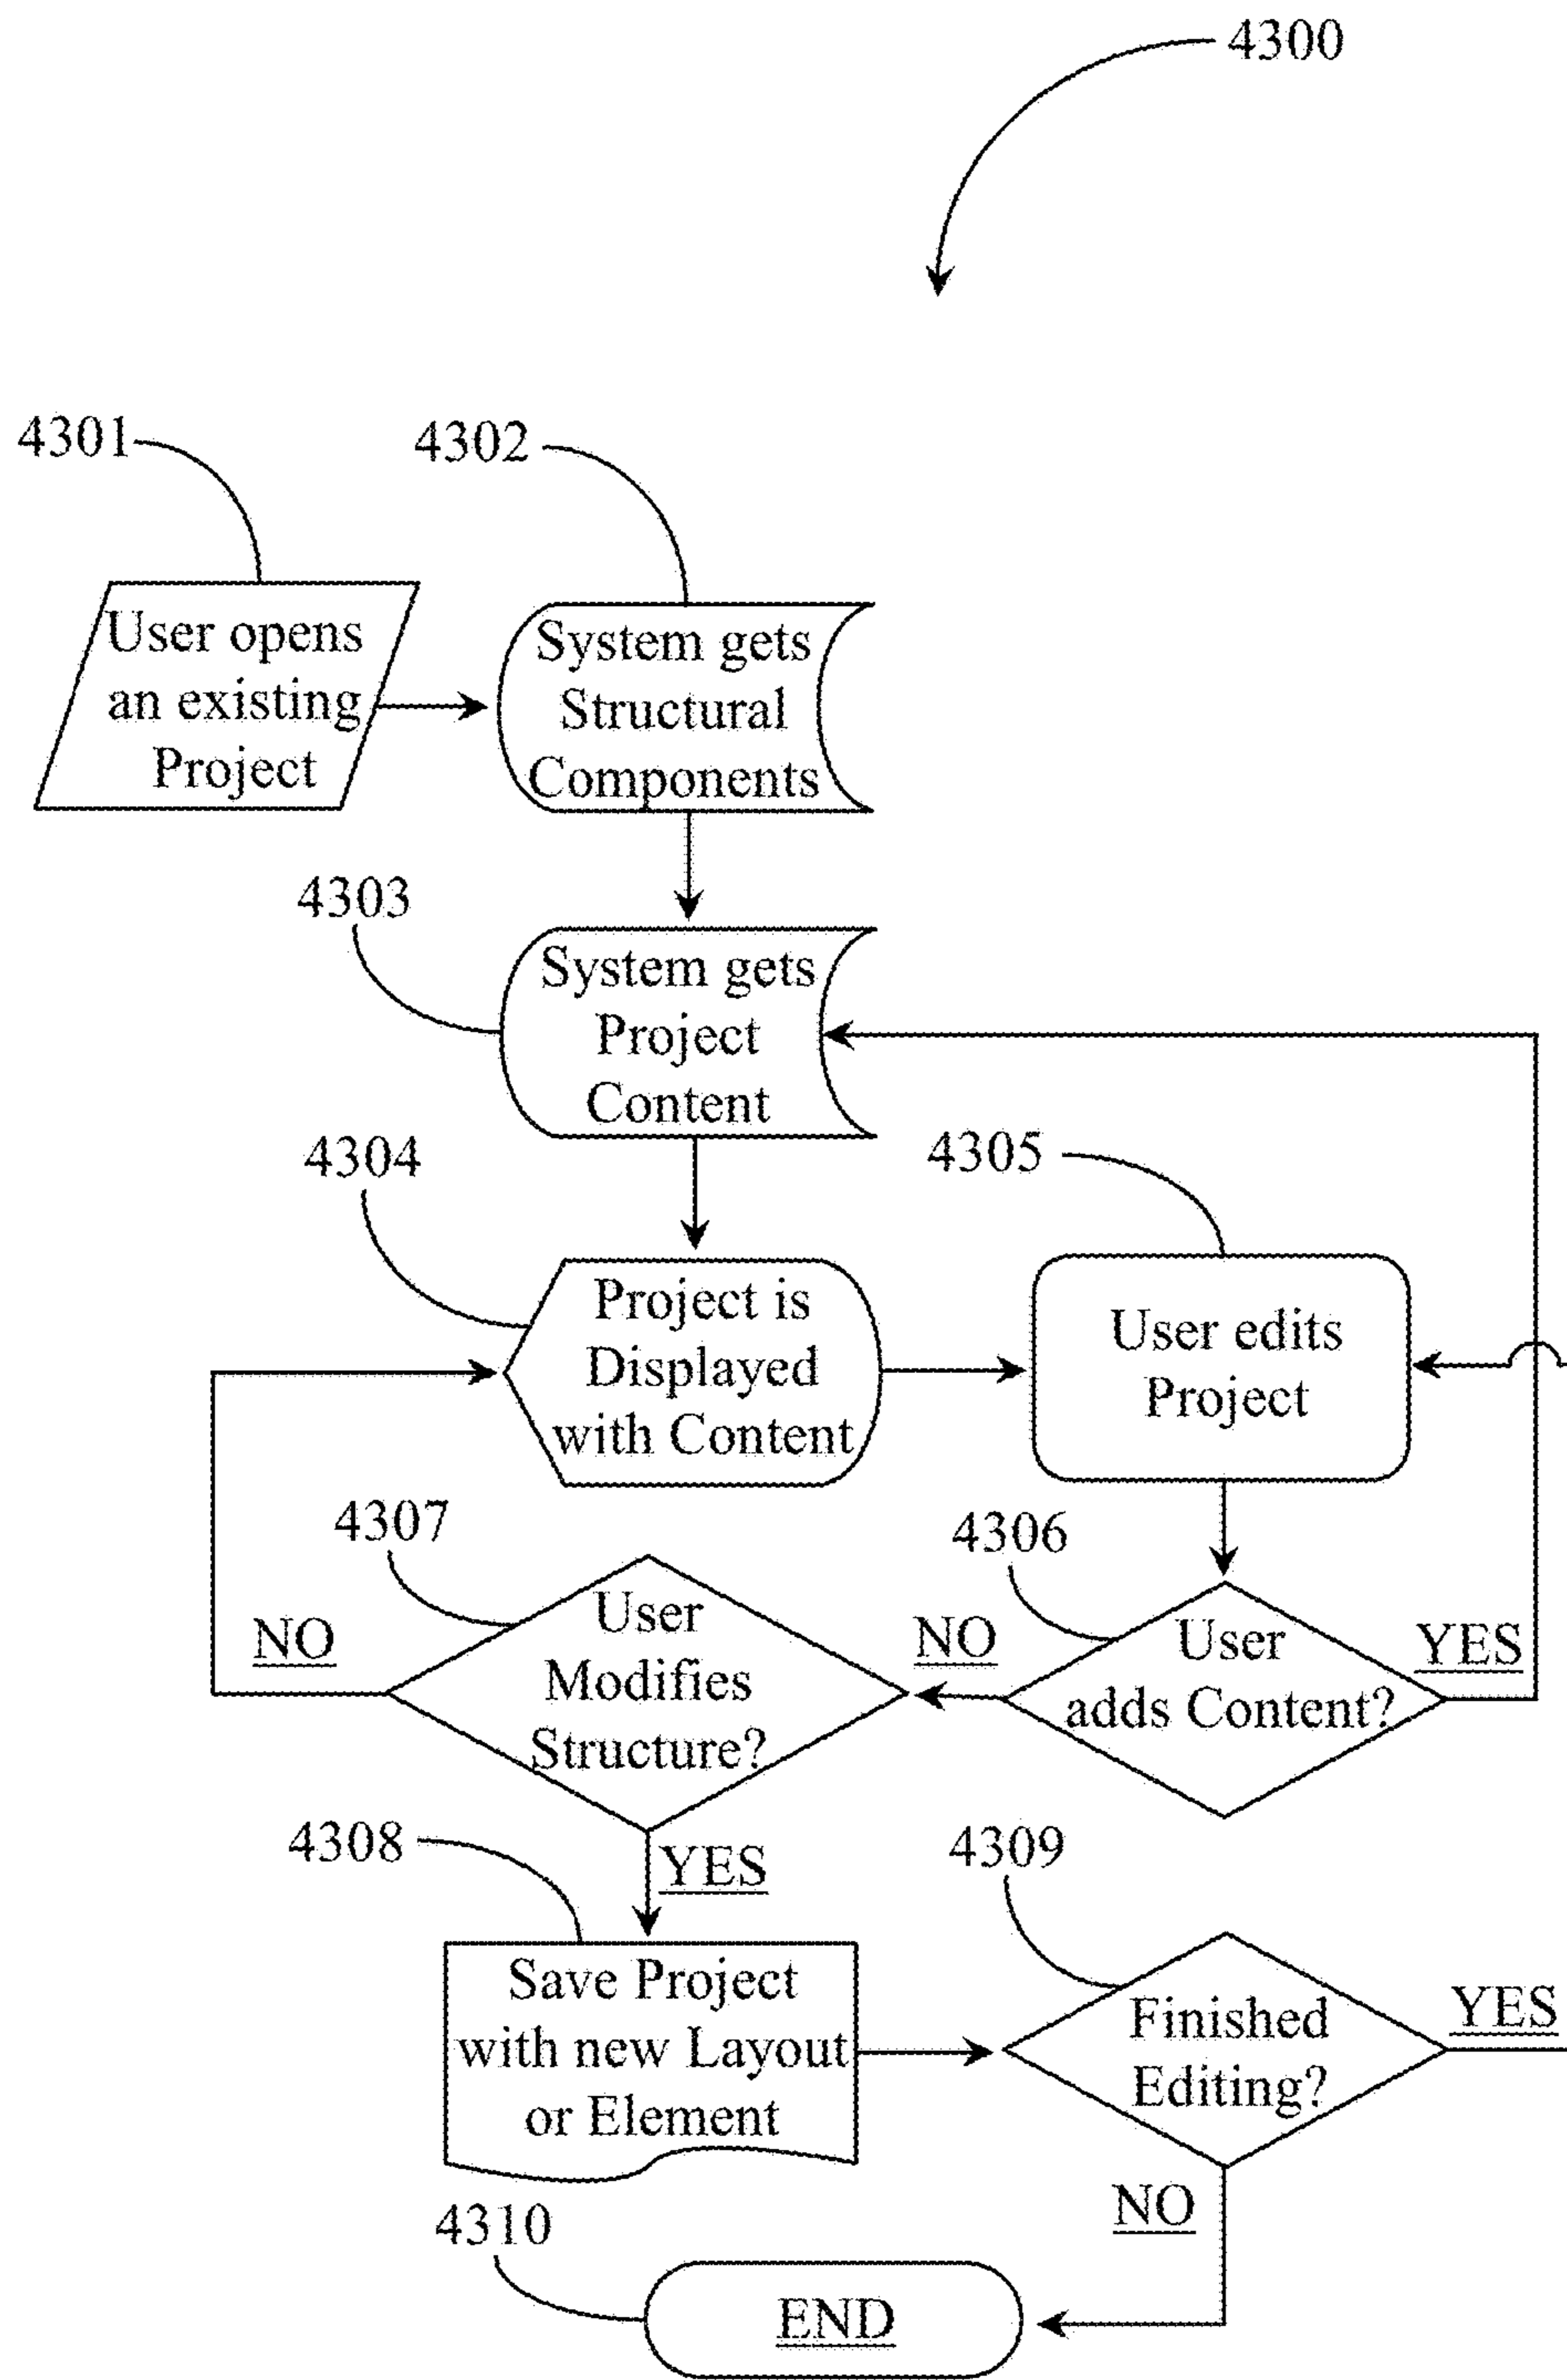 4300
4301
4302
User opens
an existing
Project
System gets
Structural
Components
4303
System gets
Project
Content
4304
4305
Project is
Displayed
with Content
User edits
Project
4307
4306
NO
User
Modifies
Structure?
NO
User
adds Content?
YES
4308
YES
4309
Save Project
with new Layout
or Element
Finished
Editing?
YES
NO
4310
END